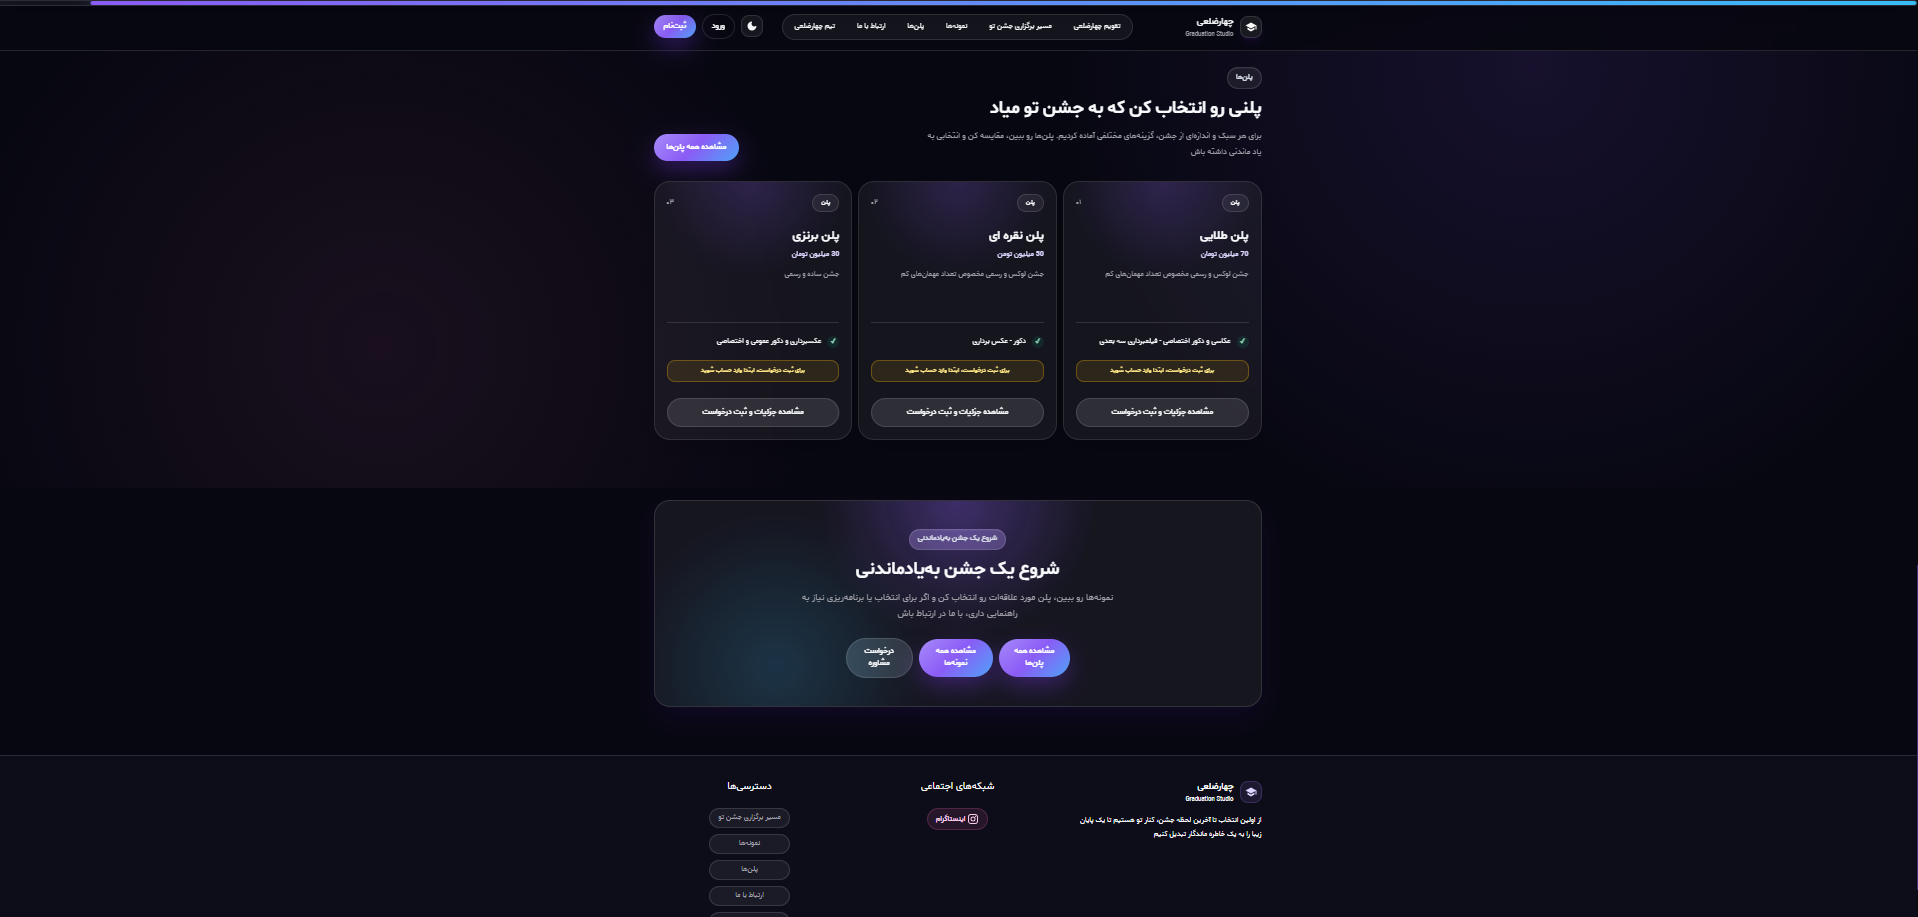 چهارضلعی
Graduation Studio
تقویم چهارضلعی
مسیر برگزاری جشن تو
نمونه‌ها
پلن‌ها
ارتباط با ما
تیم چهارضلعی
ورود
ثبت‌نام
پلن‌ها
پلنی رو انتخاب کن که به جشن تو میاد
برای هر سبک و اندازه‌ای از جشن، گزینه‌های مختلفی آماده کردیم. پلن‌ها رو ببین، مقایسه کن و انتخابی به
یاد ماندنی داشته باش
مشاهده همه پلن‌ها
پلن
۰۱
پلن طلایی
70 میلیون تومان
جشن لوکس و رسمی مخصوص تعداد مهمان‌های کم
عکاسی و دکور اختصاصی - فیلمبرداری سه بعدی
برای ثبت درخواست، ابتدا وارد حساب شوید
مشاهده جزئیات و ثبت درخواست
پلن
۰۲
پلن نقره ای
50 میلیون تومن
جشن لوکس و رسمی مخصوص تعداد مهمان‌های کم
دکور - عکس برداری
برای ثبت درخواست، ابتدا وارد حساب شوید
مشاهده جزئیات و ثبت درخواست
پلن
۰۳
پلن برنزی
30 میلیون تومان
جشن ساده و رسمی
عکسبرداری و دکور عمومی و اختصاصی
برای ثبت درخواست، ابتدا وارد حساب شوید
مشاهده جزئیات و ثبت درخواست
شروع یک جشن به‌یادماندنی
شروع یک جشن به‌یادماندنی
نمونه‌ها رو ببین، پلن مورد علاقه‌ات رو انتخاب کن و اگر برای انتخاب یا برنامه‌ریزی نیاز به
راهنمایی داری، با ما در ارتباط باش
مشاهده همه
پلن‌ها
مشاهده همه
نمونه‌ها
درخواست
مشاوره
چهارضلعی
Graduation Studio
از اولین انتخاب تا آخرین لحظه جشن، کنار تو هستیم تا یک پایان
زیبا را به یک خاطره ماندگار تبدیل کنیم
شبکه‌های اجتماعی
اینستاگرام
دسترسی‌ها
مسیر برگزاری جشن تو
نمونه‌ها
پلن‌ها
ارتباط با ما